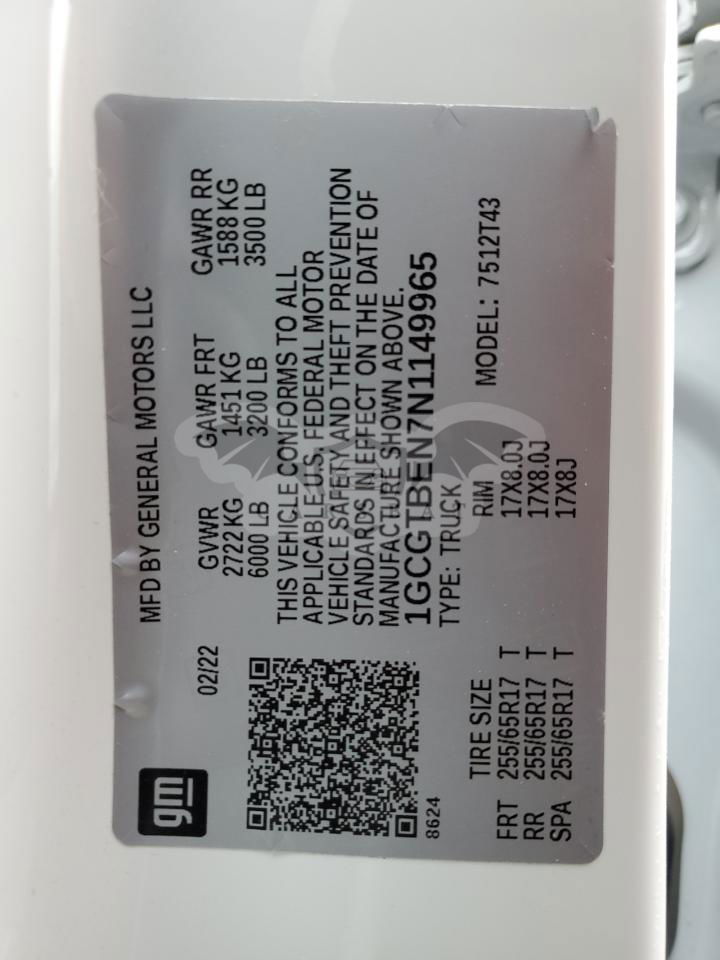 gm
MFD BY GENERAL MOTORS LLC
02/22
GVWR GAWR FRT GAWR RR
2722 KG 1451 KG 1588 KG
6000 LB 3200 LB 3500 LB
THIS VEHICLE CONFORMS TO ALL
APPLICABLE U.S. FEDERAL MOTOR
VEHICLE SAFETY AND THEFT PREVENTION
STANDARDS IN EFFECT ON THE DATE OF
MANUFACTURE SHOWN ABOVE.
1GCGTBEN7N1149965
TYPE: TRUCK
8624
MODEL: 7512T43
TIRE SIZE RIM
FRT 255/65R17 T 17X8.0J
RR 255/65R17 T 17X8.0J
SPA 255/65R17 T 17X8J